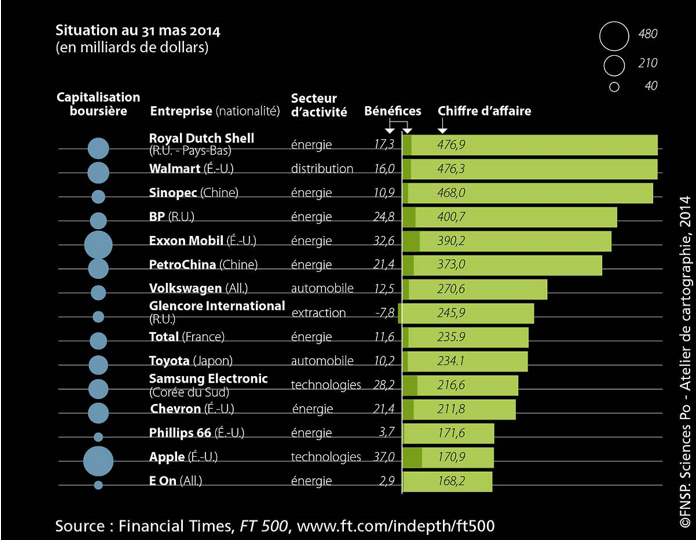 Situation au 31 mas 2014
(en milliards de dollars)
480
210
40
Capitalisation
boursière
Entreprise (nationalité)
Secteur
d'activité
Bénéfices
Chiffre d'affaire
Royal Dutch Shell
(R.U. - Pays-Bas)
énergie
17,3
476,9
Walmart (É.-U.)
distribution
16,0
476,3
Sinopec (Chine)
énergie
10,9
468,0
BP (R.U.)
énergie
24,8
400,7
Exxon Mobil (É.-U.)
énergie
32,6
390,2
PetroChina (Chine)
énergie
21,4
373,0
Volkswagen (All.)
automobile
12,5
270,6
Glencore International
(R.U.)
extraction
-7,8
245,9
Total (France)
énergie
11,6
235.9
Toyota (Japon)
automobile
10,2
234.1
Samsung Electronic
(Corée du Sud)
technologies
28,2
216,6
Chevron (É.-U.)
énergie
21,4
211,8
Phillips 66 (É.-U.)
énergie
3,7
171,6
Apple (É.-U.)
technologies
37,0
170,9
E On (All.)
énergie
2,9
168,2
Source : Financial Times, FT 500, www.ft.com/indepth/ft500
©FNSP. Sciences Po - Atelier de cartographie, 2014